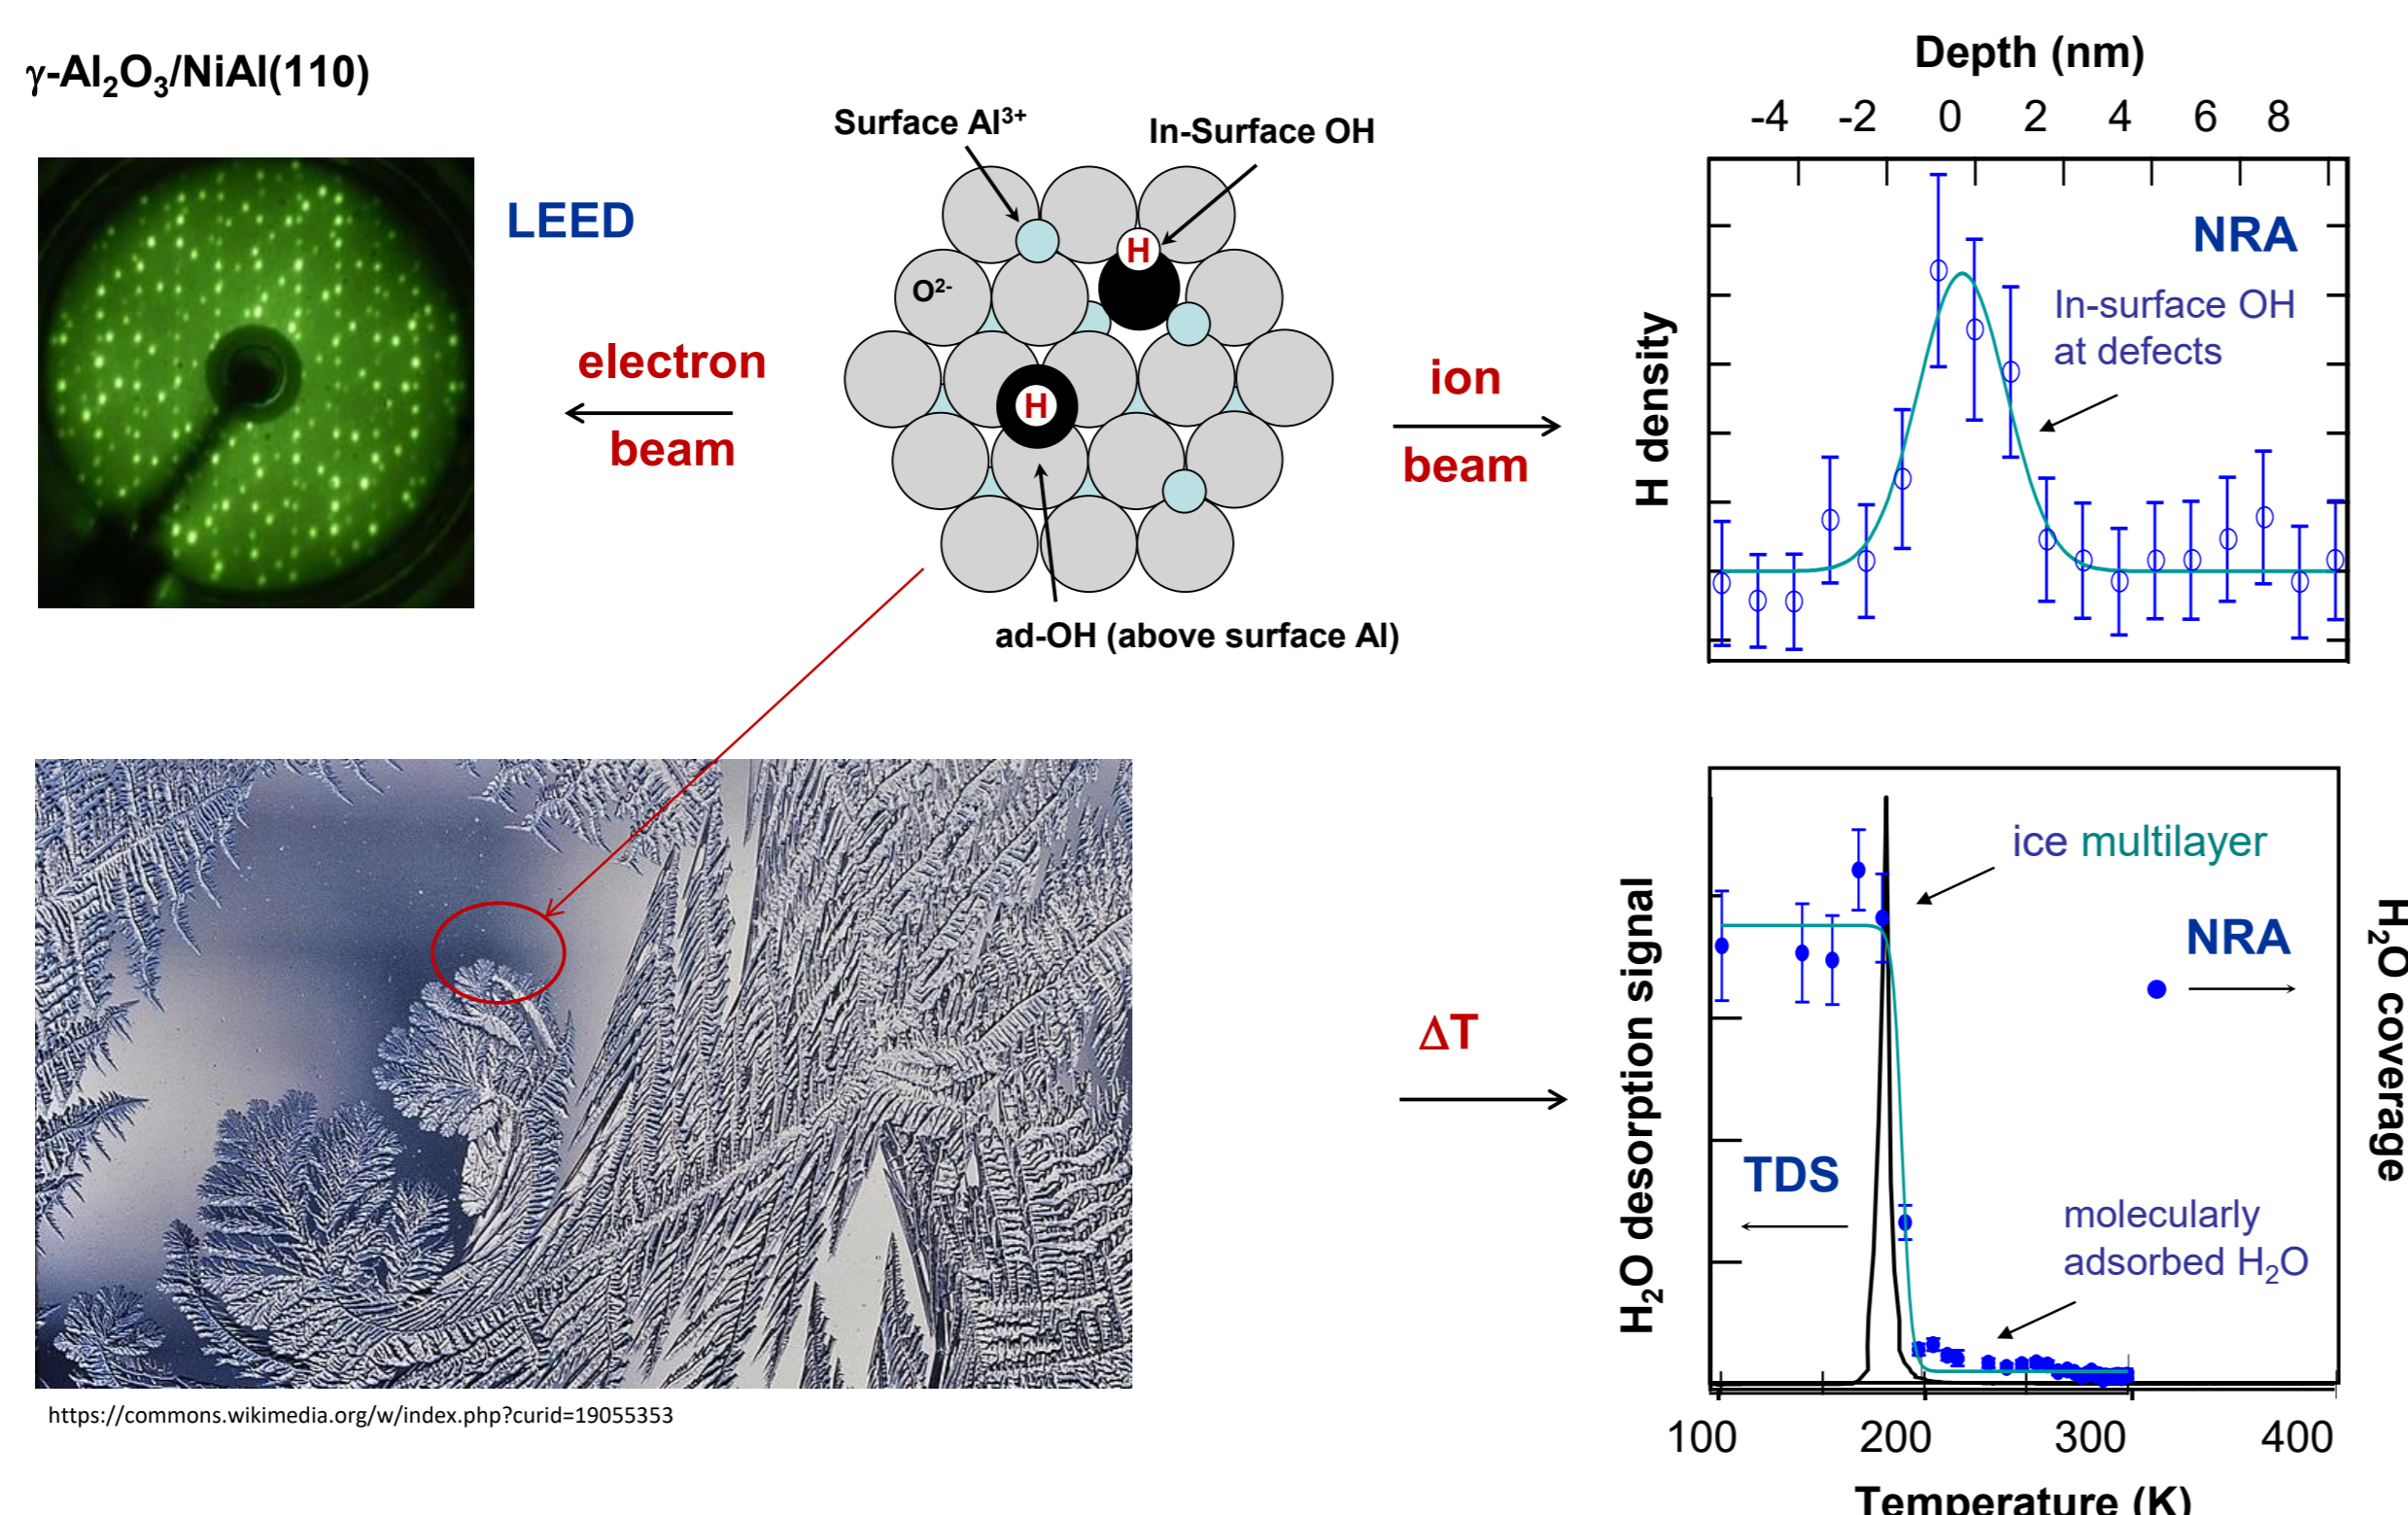 γ-Al₂O₃/NiAl(110)
LEED
electron
beam
Surface Al³⁺
In-Surface OH
H
O²⁻
H
ad-OH (above surface Al)
ion
beam
Depth (nm)
-4 -2 0 2 4 6 8
H density
NRA
In-surface OH
at defects
https://commons.wikimedia.org/w/index.php?curid=19055353
ΔT
H₂O desorption signal
ice multilayer
NRA
TDS
molecularly
adsorbed H₂O
H₂O coverage
100 200 300 400
Temperature (K)